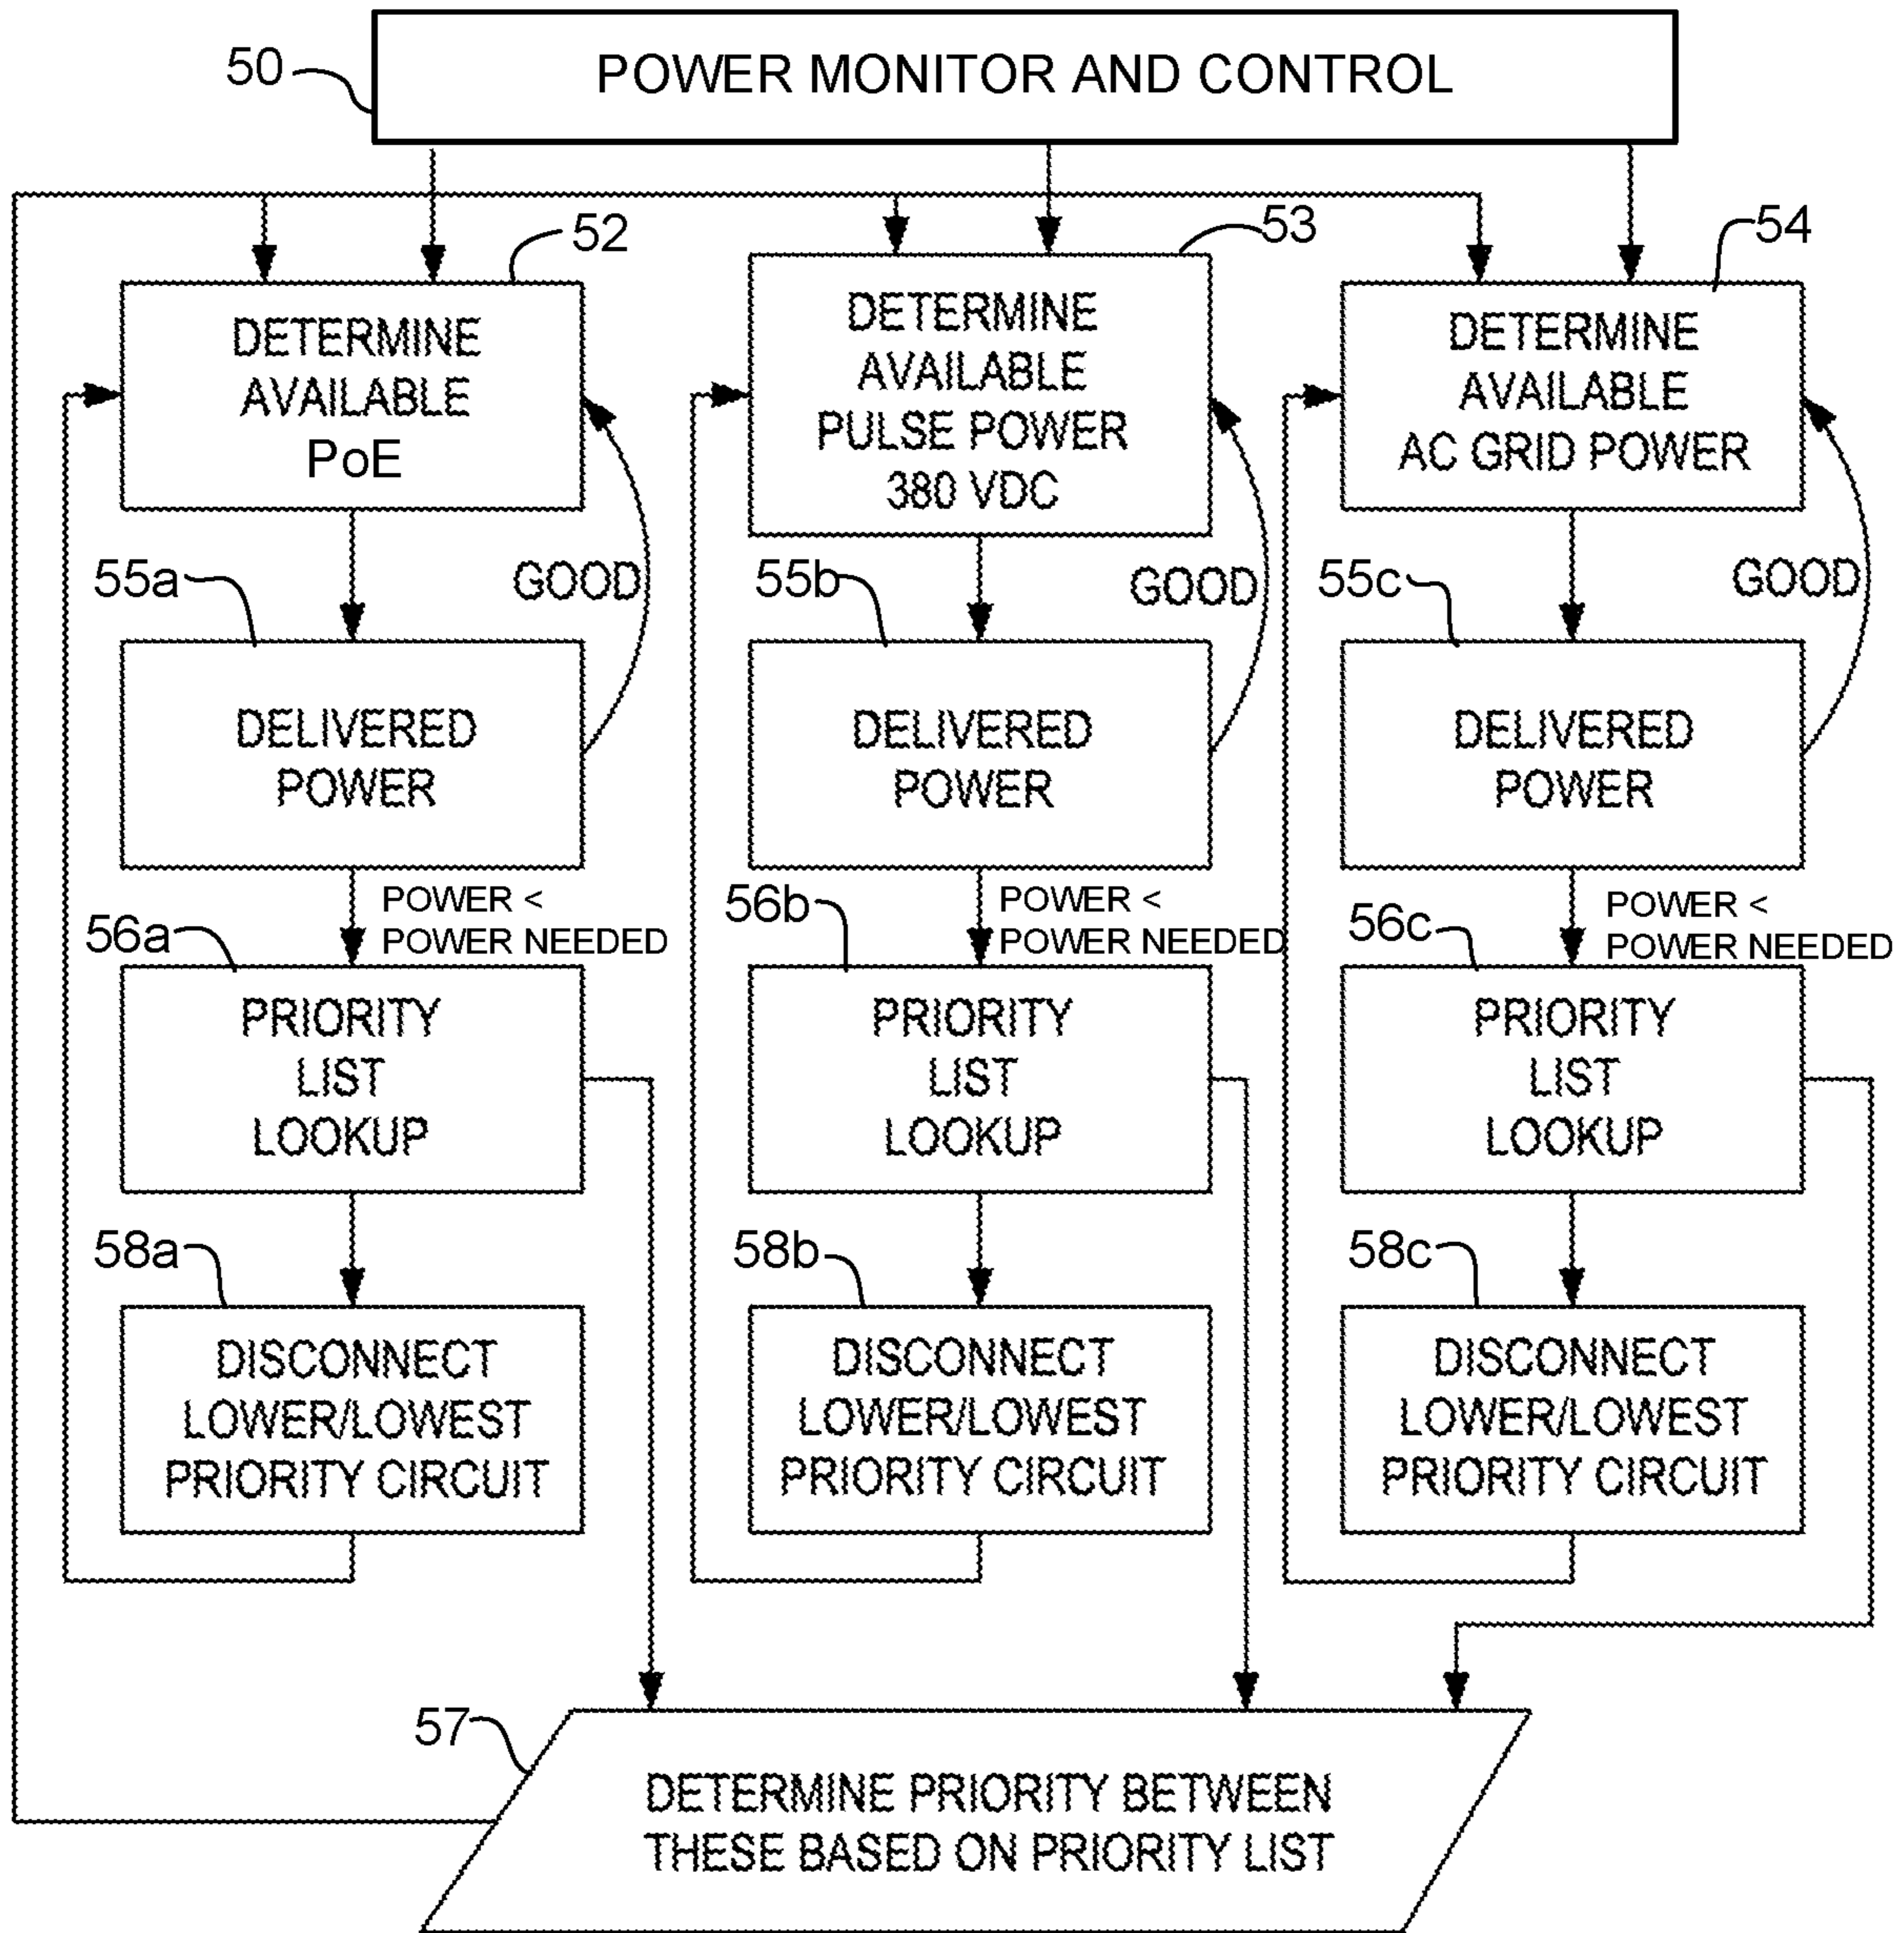 50
POWER MONITOR AND CONTROL
52
53
54
DETERMINE
AVAILABLE
PoE
DETERMINE
AVAILABLE
PULSE POWER
380 VDC
DETERMINE
AVAILABLE
AC GRID POWER
55a
GOOD
55b
GOOD
55c
GOOD
DELIVERED
POWER
DELIVERED
POWER
DELIVERED
POWER
56a
POWER <
POWER NEEDED
56b
POWER <
POWER NEEDED
56c
POWER <
POWER NEEDED
PRIORITY
LIST
LOOKUP
PRIORITY
LIST
LOOKUP
PRIORITY
LIST
LOOKUP
58a
58b
58c
DISCONNECT
LOWER/LOWEST
PRIORITY CIRCUIT
DISCONNECT
LOWER/LOWEST
PRIORITY CIRCUIT
DISCONNECT
LOWER/LOWEST
PRIORITY CIRCUIT
57
DETERMINE PRIORITY BETWEEN
THESE BASED ON PRIORITY LIST